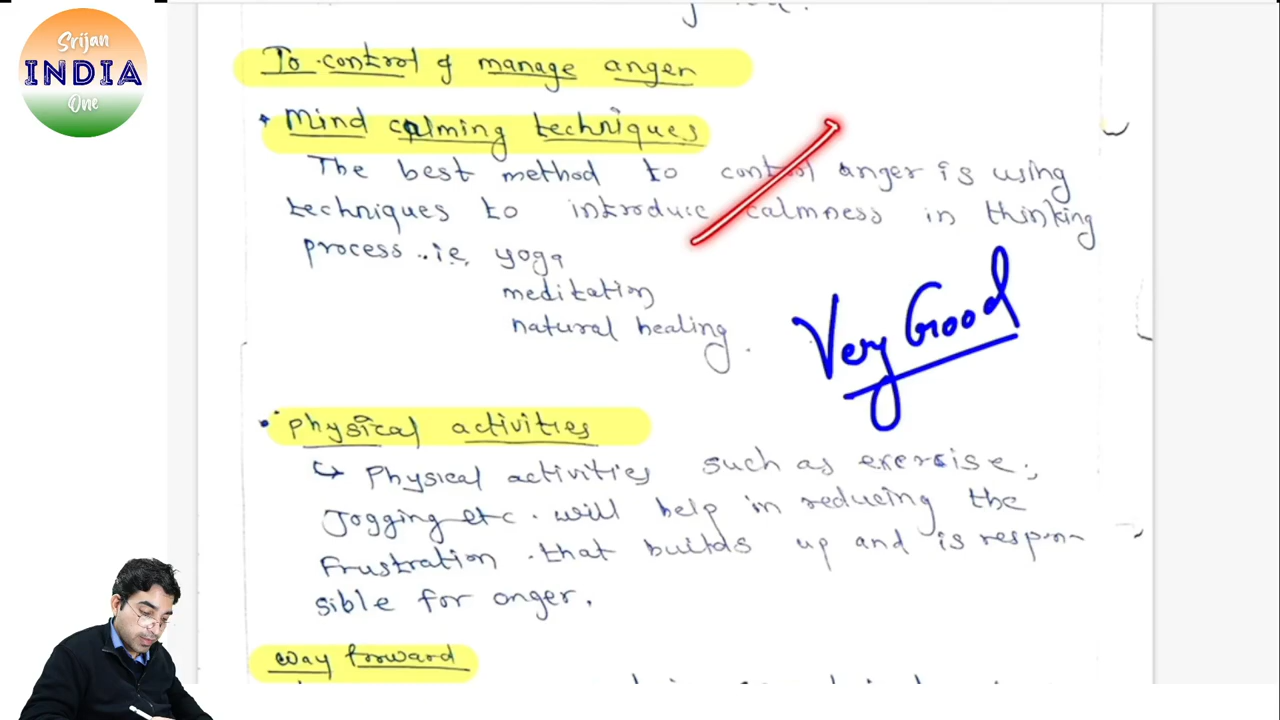 Srijan
INDIA
One
To control & manage anger
Mind calming techniques
The best method to control anger is using
techniques to introduce calmness in thinking
process ..i.e. yoga
meditation
natural healing.
Very Good
Physical activities
↳ Physical activities such as exercise,
Jogging etc. will help in reducing the
frustration that builds up and is respon-
sible for anger.
Way forward